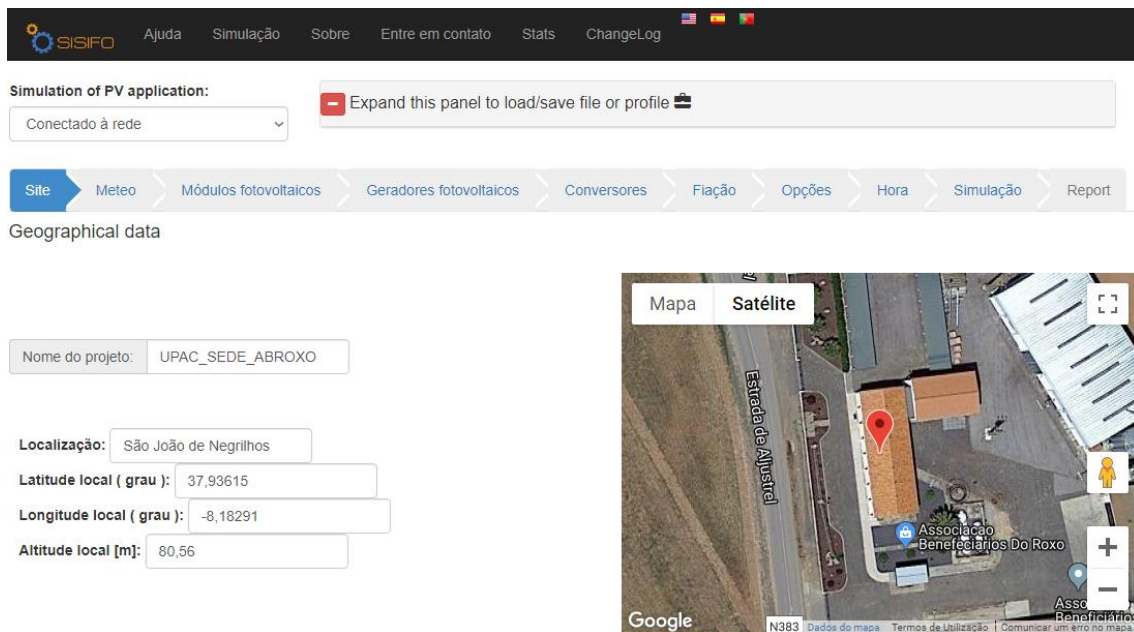 SISIFO Ajuda Simulação Sobre Entre em contato Stats ChangeLog
Simulation of PV application:
Conectado à rede
Expand this panel to load/save file or profile
Site Meteo Módulos fotovoltaicos Geradores fotovoltaicos Conversores Fiação Opções Hora Simulação Report
Geographical data
Nome do projeto: UPAC_SEDE_ABROXO
Localização: São João de Negrilhos
Latitude local ( grau ): 37,93615
Longitude local ( grau ): -8,18291
Altitude local [m]: 80,56
Mapa Satélite
Estrada de Aljustrel
Associacao
Benefeciários Do Roxo
Asso
Beneficiário
Google
N383 Dados do mapa Termos de Utilização Comunicar um erro no mapa